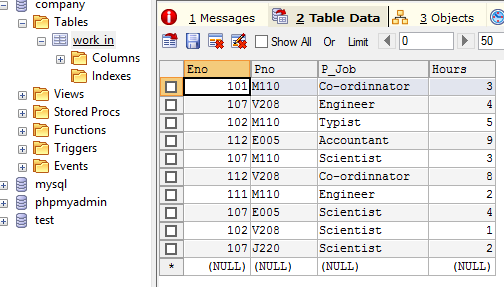 company
Tables
work in
Columns
Indexes
Views
Stored Procs
Functions
Triggers
Events
mysql
phpmyadmin
test
1 Messages 2 Table Data 3 Objects
Show All Or Limit 0 50
Eno Pno P_Job Hours
101 M110 Co-ordinnator 3
107 V208 Engineer 4
102 M110 Typist 5
112 E005 Accountant 9
107 M110 Scientist 3
112 V208 Co-ordinnator 8
111 M110 Engineer 2
107 E005 Scientist 4
102 V208 Scientist 1
107 J220 Scientist 2
* (NULL) (NULL) (NULL) (NULL)